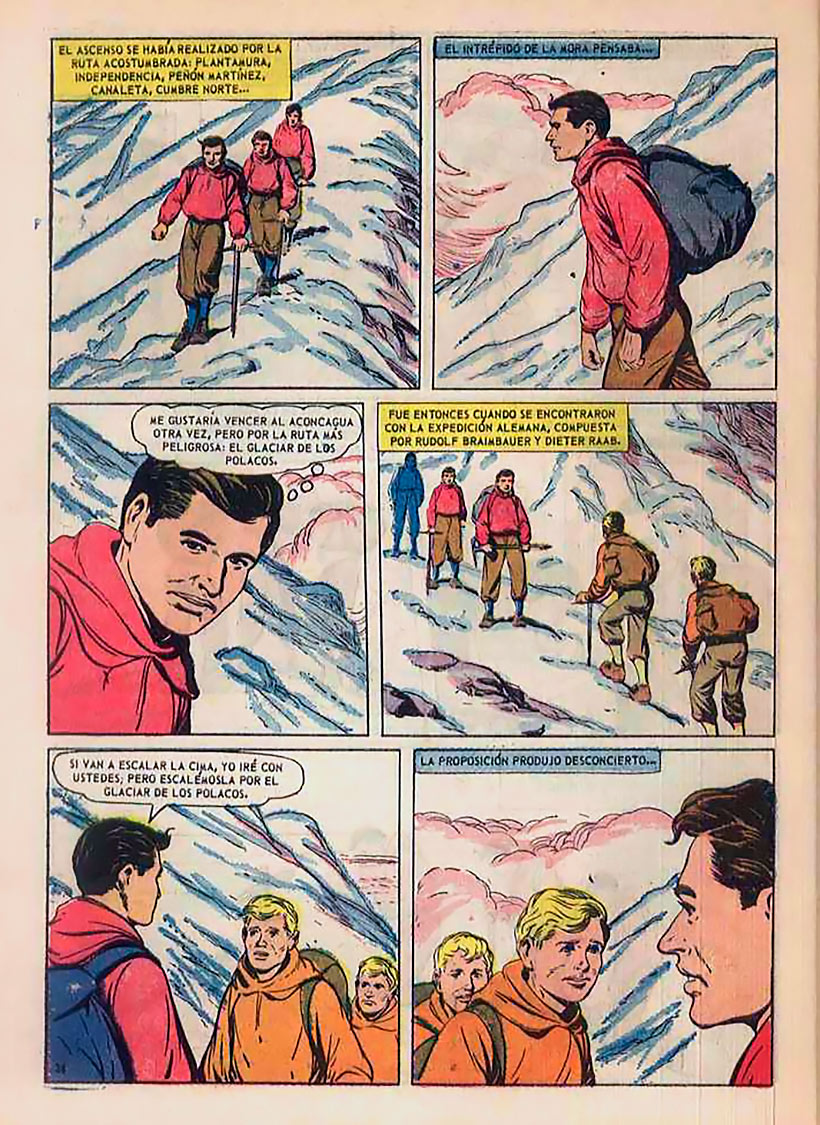 EL ASCENSO SE HABÍA REALIZADO POR LA
RUTA ACOSTUMBRADA: PLANTAMURA,
INDEPENDENCIA, PEÑÓN MARTÍNEZ,
CANALETA, CUMBRE NORTE...
EL INTRÉPIDO DE LA MORA PENSABA...
ME GUSTARÍA VENCER AL ACONCAGUA
OTRA VEZ, PERO POR LA RUTA MÁS
PELIGROSA: EL GLACIAR DE LOS
POLACOS.
FUE ENTONCES CUANDO SE ENCONTRARON
CON LA EXPEDICIÓN ALEMANA, COMPUESTA
POR RUDOLF BRAIMBAUER Y DIETER RAAB.
SI VAN A ESCALAR LA CIMA, YO IRÉ CON
USTEDES; PERO ESCALÉMOSLA POR EL
GLACIAR DE LOS POLACOS.
LA PROPOSICIÓN PRODUJO DESCONCIERTO...